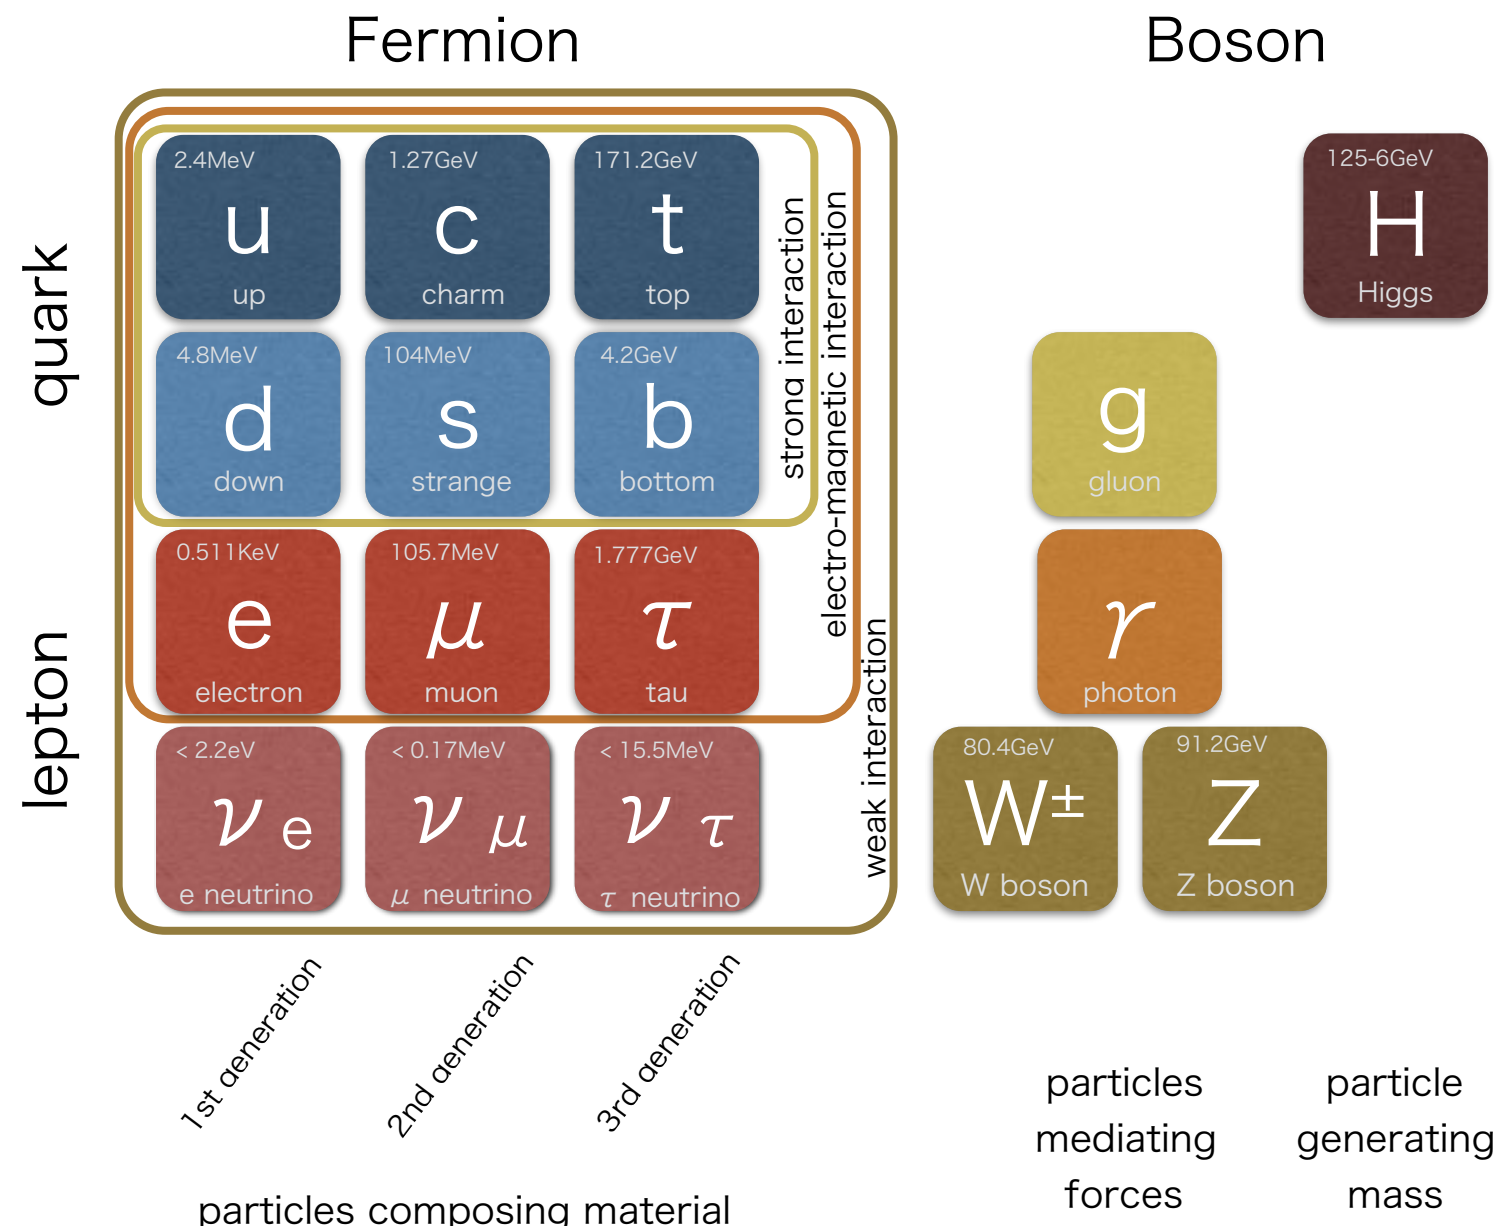 Fermion
Boson
quark
lepton
2.4MeV
u
up
1.27GeV
c
charm
171.2GeV
t
top
4.8MeV
d
down
104MeV
s
strange
4.2GeV
b
bottom
0.511KeV
e
electron
105.7MeV
μ
muon
1.777GeV
τ
tau
< 2.2eV
ν e
e neutrino
< 0.17MeV
ν μ
μ neutrino
< 15.5MeV
ν τ
τ neutrino
strong interaction
electro-magnetic interaction
weak interaction
125-6GeV
H
Higgs
g
gluon
γ
photon
80.4GeV
W±
W boson
91.2GeV
Z
Z boson
1st generation
2nd generation
3rd generation
particles composing material
particles
mediating
forces
particle
generating
mass